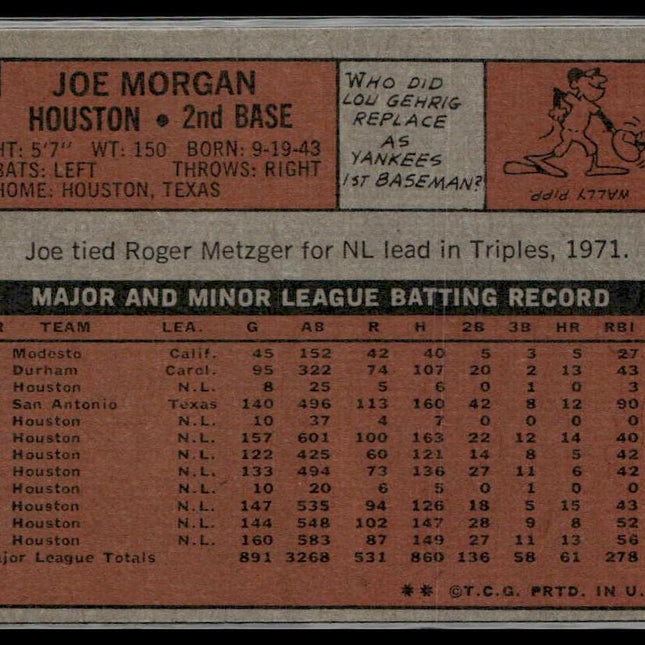 JOE MORGAN
HOUSTON • 2nd BASE
HT: 5'7" WT: 150 BORN: 9-19-43
BATS: LEFT THROWS: RIGHT
HOME: HOUSTON, TEXAS
WHO DID
LOU GEHRIG
REPLACE
AS
YANKEES
1ST BASEMAN?
WALLY PIPP
Joe tied Roger Metzger for NL lead in Triples, 1971.
MAJOR AND MINOR LEAGUE BATTING RECORD
R TEAM LEA. G AB R H 2B 3B HR RBI
Modesto Calif. 45 152 42 40 5 3 5 27
Durham Carol. 95 322 74 107 20 2 13 43
Houston N.L. 8 25 5 6 0 1 0 3
San Antonio Texas 140 496 113 160 42 8 12 90
Houston N.L. 10 37 4 7 0 0 0 0
Houston N.L. 157 601 100 163 22 12 14 40
Houston N.L. 122 425 60 121 14 8 5 42
Houston N.L. 133 494 73 136 27 11 6 42
Houston N.L. 10 20 6 5 0 1 0 0
Houston N.L. 147 535 94 126 18 5 15 43
Houston N.L. 144 548 102 147 28 9 8 52
Houston N.L. 160 583 87 149 27 11 13 56
ajor League Totals 891 3268 531 860 136 58 61 278
** ©T.C.G. PRTD. IN U.